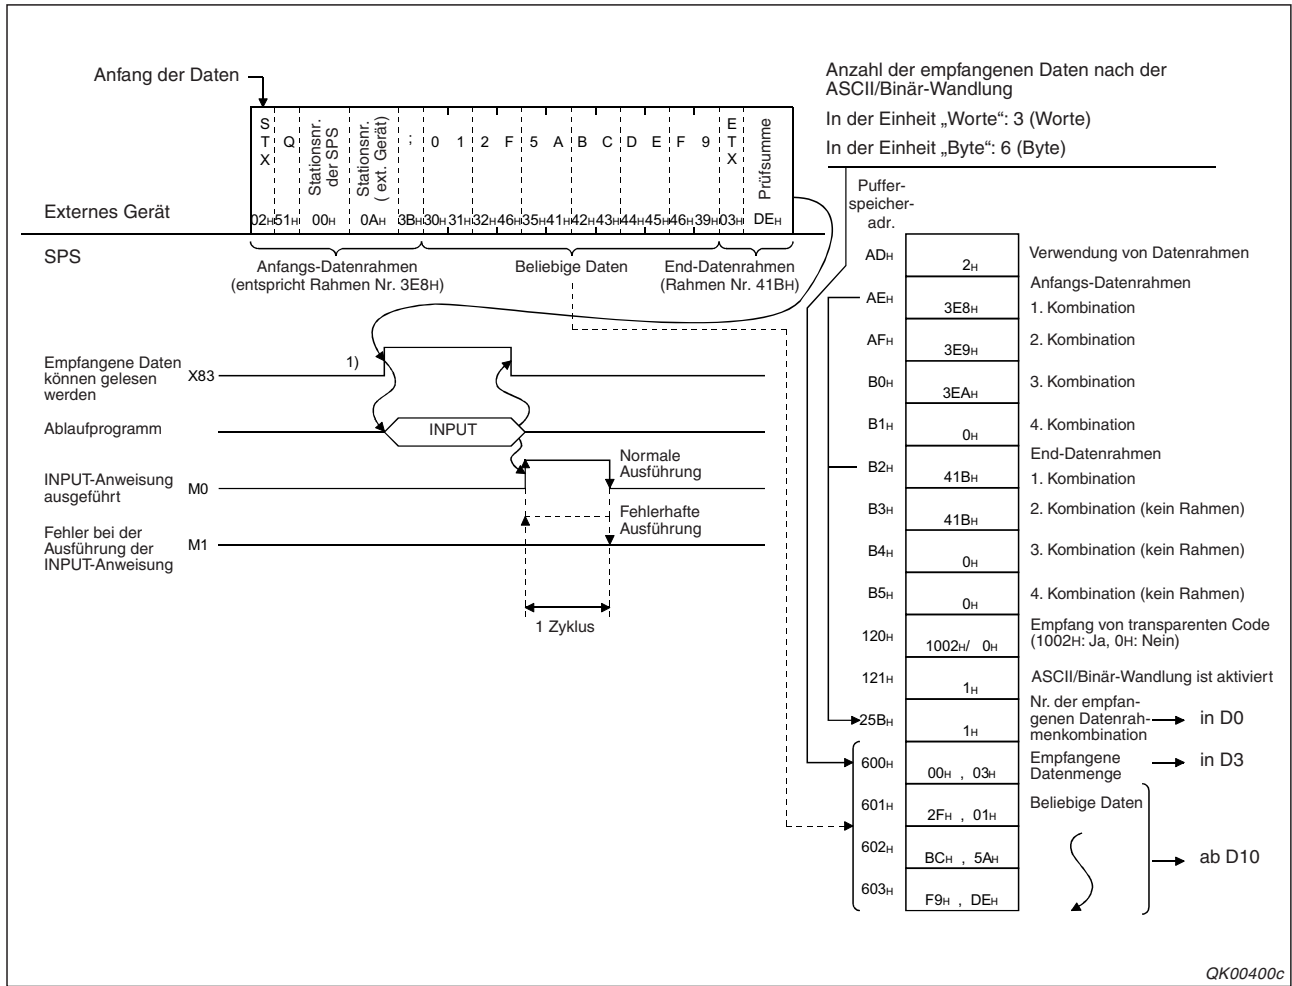 Anfang der Daten
Anzahl der empfangenen Daten nach der
ASCII/Binär-Wandlung
In der Einheit „Worte“: 3 (Worte)
In der Einheit „Byte“: 6 (Byte)
STX Q Stationsnr. der SPS Stationsnr. (ext. Gerät) ; 0 1 2 F 5 A B C D E F 9 ETX Prüfsumme
Externes Gerät
02H 51H 00H 0AH 3BH 30H 31H 32H 46H 35H 41H 42H 43H 44H 45H 46H 39H 03H DEH
SPS
Anfangs-Datenrahmen
(entspricht Rahmen Nr. 3E8H)
Beliebige Daten
End-Datenrahmen
(Rahmen Nr. 41BH)
Empfangene Daten
können gelesen
werden
X83
1)
Ablaufprogramm
INPUT
INPUT-Anweisung
ausgeführt
M0
Normale
Ausführung
Fehler bei der
Ausführung der
INPUT-Anweisung
M1
Fehlerhafte
Ausführung
1 Zyklus
Puffer-
speicher-
adr.
ADH 2H Verwendung von Datenrahmen
Anfangs-Datenrahmen
AEH 3E8H 1. Kombination
AFH 3E9H 2. Kombination
B0H 3EAH 3. Kombination
B1H 0H 4. Kombination
End-Datenrahmen
B2H 41BH 1. Kombination
B3H 41BH 2. Kombination (kein Rahmen)
B4H 0H 3. Kombination (kein Rahmen)
B5H 0H 4. Kombination (kein Rahmen)
120H 1002H/ 0H Empfang von transparenten Code
(1002H: Ja, 0H: Nein)
121H 1H ASCII/Binär-Wandlung ist aktiviert
25BH 1H Nr. der empfan-
genen Datenrah-
menkombination
in D0
600H 00H , 03H Empfangene
Datenmenge
in D3
601H 2FH , 01H Beliebige Daten
602H BCH , 5AH
ab D10
603H F9H , DEH
QK00400c